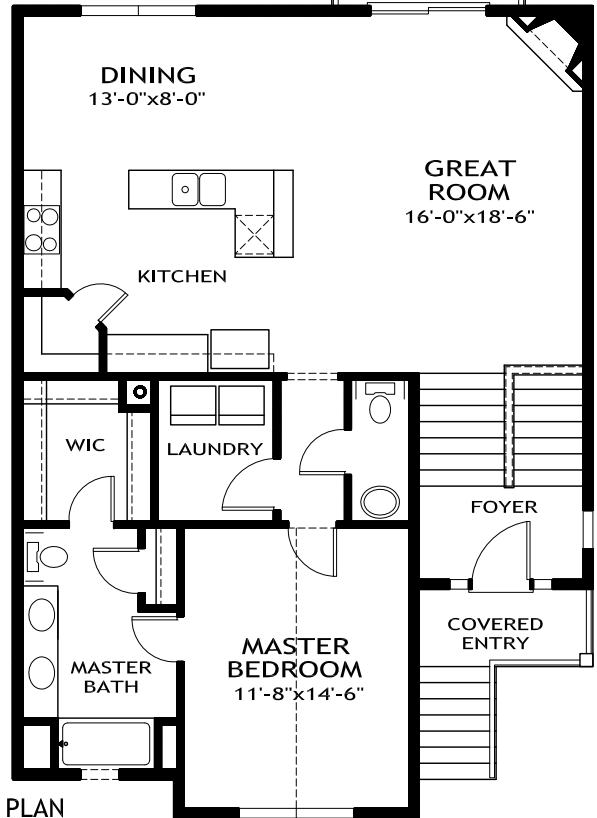 DINING
13'-0"x8'-0"
GREAT
ROOM
16'-0"x18'-6"
KITCHEN
WIC
LAUNDRY
FOYER
COVERED
ENTRY
MASTER
BEDROOM
11'-8"x14'-6"
MASTER
BATH
PLAN